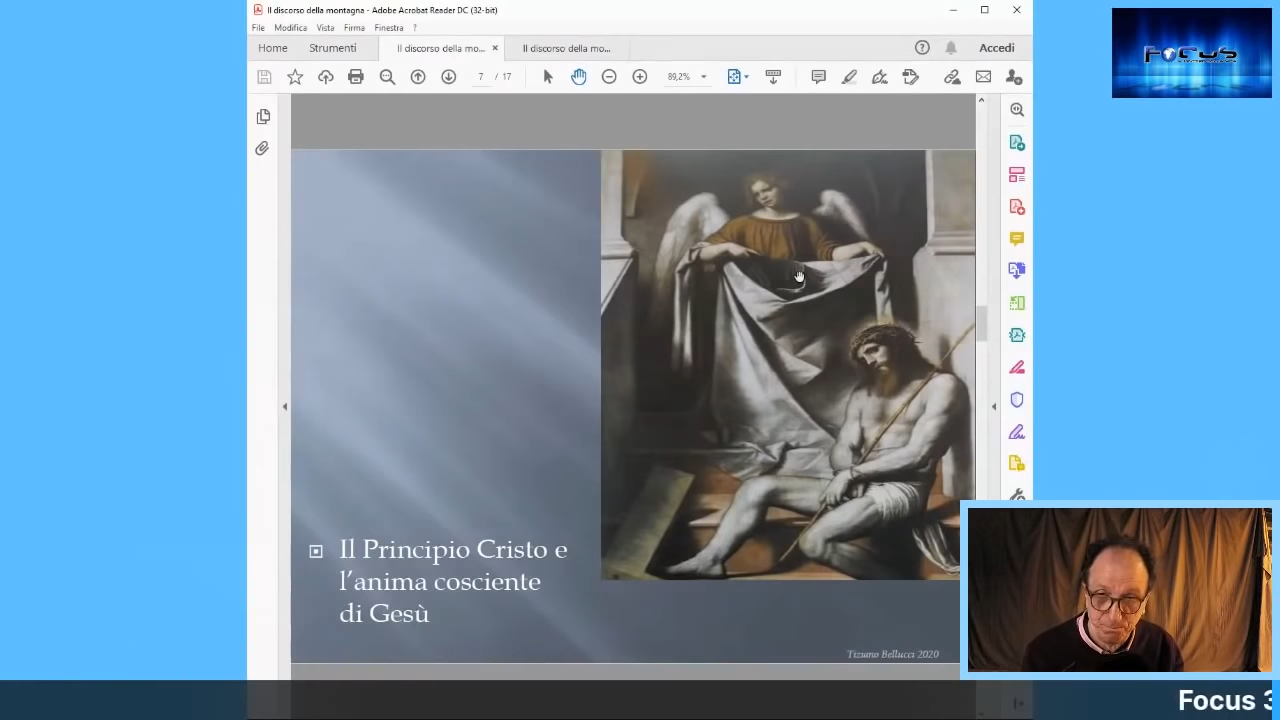 Il discorso della montagna - Adobe Acrobat Reader DC (32-bit)
File Modifica Vista Firma Finestra ?
Home Strumenti Il discorso della mo... Il discorso della mo... Accedi
7 / 17 89,2%
FOCUS
Il Principio Cristo e
l'anima cosciente
di Gesù
Tiziano Bellucci 2020
Focus 3